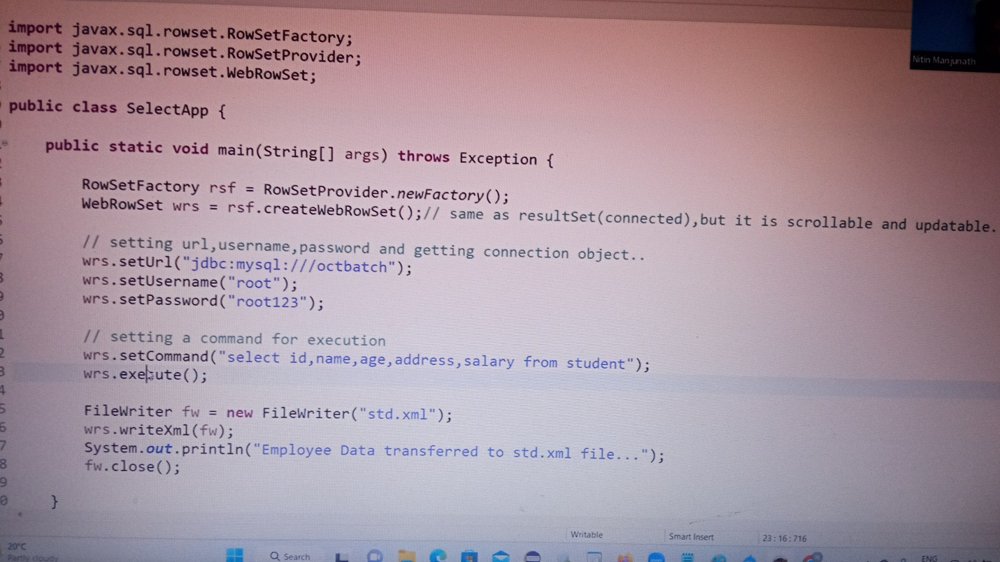 import javax.sql.rowset.RowSetFactory;
import javax.sql.rowset.RowSetProvider;
import javax.sql.rowset.WebRowSet;
Nitin Manjunath
public class SelectApp {
public static void main(String[] args) throws Exception {
RowSetFactory rsf = RowSetProvider.newFactory();
WebRowSet wrs = rsf.createWebRowSet();// same as resultSet(connected),but it is scrollable and updatable.
// setting url,username,password and getting connection object..
wrs.setUrl("jdbc:mysql:///octbatch");
wrs.setUsername("root");
wrs.setPassword("root123");
// setting a command for execution
wrs.setCommand("select id,name,age,address,salary from student");
wrs.execute();
FileWriter fw = new FileWriter("std.xml");
wrs.writeXml(fw);
System.out.println("Employee Data transferred to std.xml file...");
fw.close();
}
Writable Smart Insert 23:16:716
20°C
Partly cloudy
Search
ENG